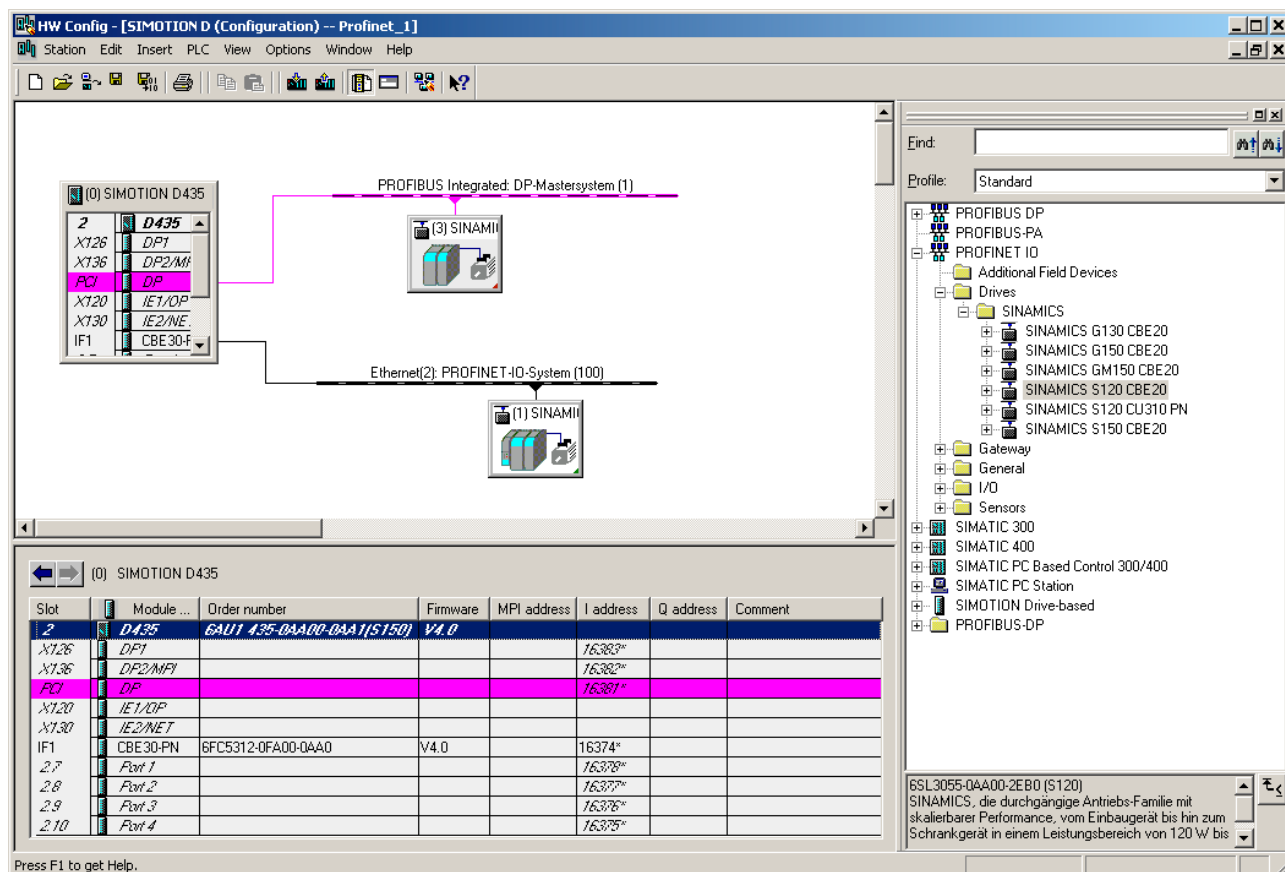 HW Config - [SIMOTION D (Configuration) -- Profinet_1]
Station Edit Insert PLC View Options Window Help
(0) SIMOTION D435
2 D435
X126 DP1
X136 DP2/MP
PCI DP
X120 IE1/OP
X130 IE2/NE
IF1 CBE30-P
PROFIBUS Integrated: DP-Mastersystem (1)
(3) SINAMI
Ethernet(2): PROFINET-IO-System (100)
(1) SINAMI
(0) SIMOTION D435
Slot Module ... Order number Firmware MPI address I address Q address Comment
2 D435 6AU1 435-0AA00-0AA1(S150) V4.0
X126 DP1 16383*
X136 DP2/MPI 16382*
PCI DP 16381*
X120 IE1/OP
X130 IE2/NET
IF1 CBE30-PN 6FC5312-0FA00-0AA0 V4.0 16374*
2.7 Port 1 16378*
2.8 Port 2 16377*
2.9 Port 3 16376*
2.10 Port 4 16375*
Find:
Profile: Standard
PROFIBUS DP
PROFIBUS-PA
PROFINET IO
Additional Field Devices
Drives
SINAMICS
SINAMICS G130 CBE20
SINAMICS G150 CBE20
SINAMICS GM150 CBE20
SINAMICS S120 CBE20
SINAMICS S120 CU310 PN
SINAMICS S150 CBE20
Gateway
General
I/O
Sensors
SIMATIC 300
SIMATIC 400
SIMATIC PC Based Control 300/400
SIMATIC PC Station
SIMOTION Drive-based
PROFIBUS-DP
6SL3055-0AA00-2EB0 (S120)
SINAMICS, die durchgängige Antriebs-Familie mit
skalierbarer Performance, vom Einbaugerät bis hin zum
Schrankgerät in einem Leistungsbereich von 120 W bis
Press F1 to get Help.